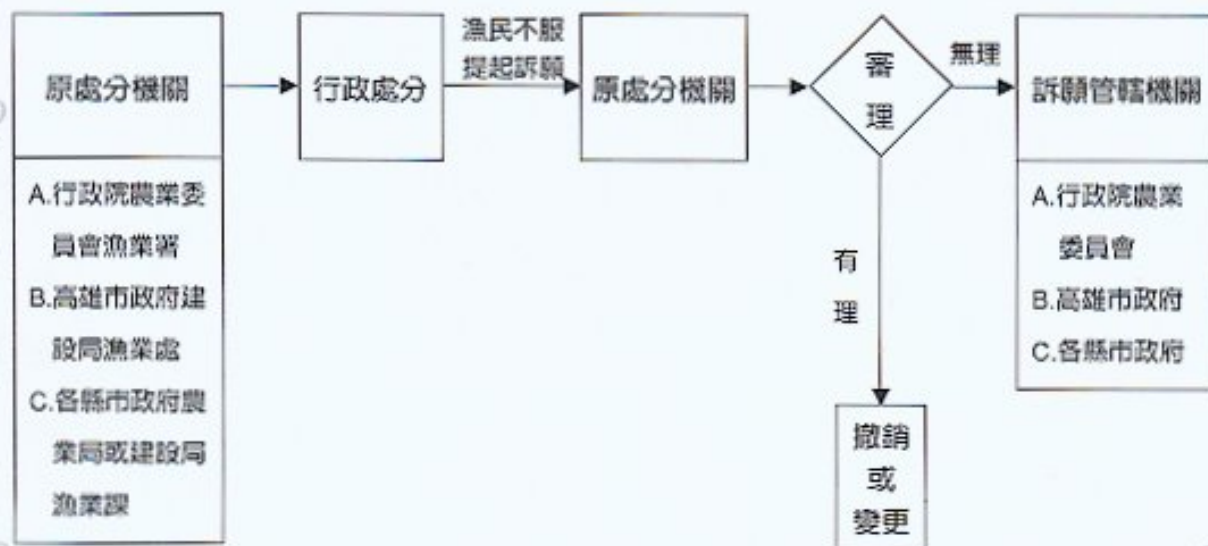 原處分機關
A.行政院農業委
員會漁業署
B.高雄市政府建
設局漁業處
C.各縣市政府農
業局或建設局
漁業課
行政處分
漁民不服
提起訴願
原處分機關
審
理
無理
訴願管轄機關
A.行政院農業
委員會
B.高雄市政府
C.各縣市政府
有
理
撤銷
或
變更